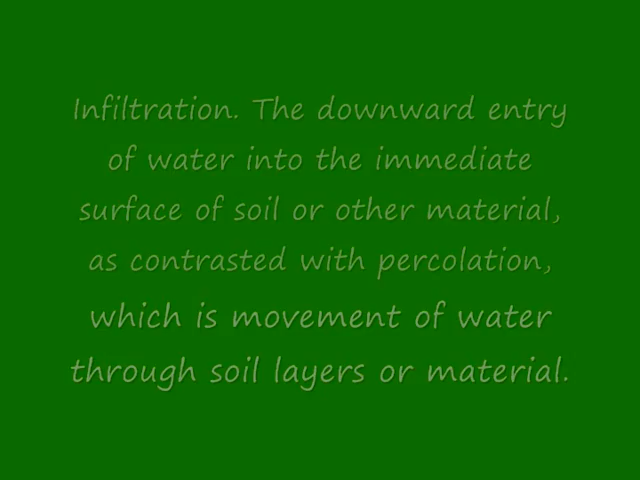 Infiltration. The downward entry
of water into the immediate
surface of soil or other material,
as contrasted with percolation,
which is movement of water
through soil layers or material.